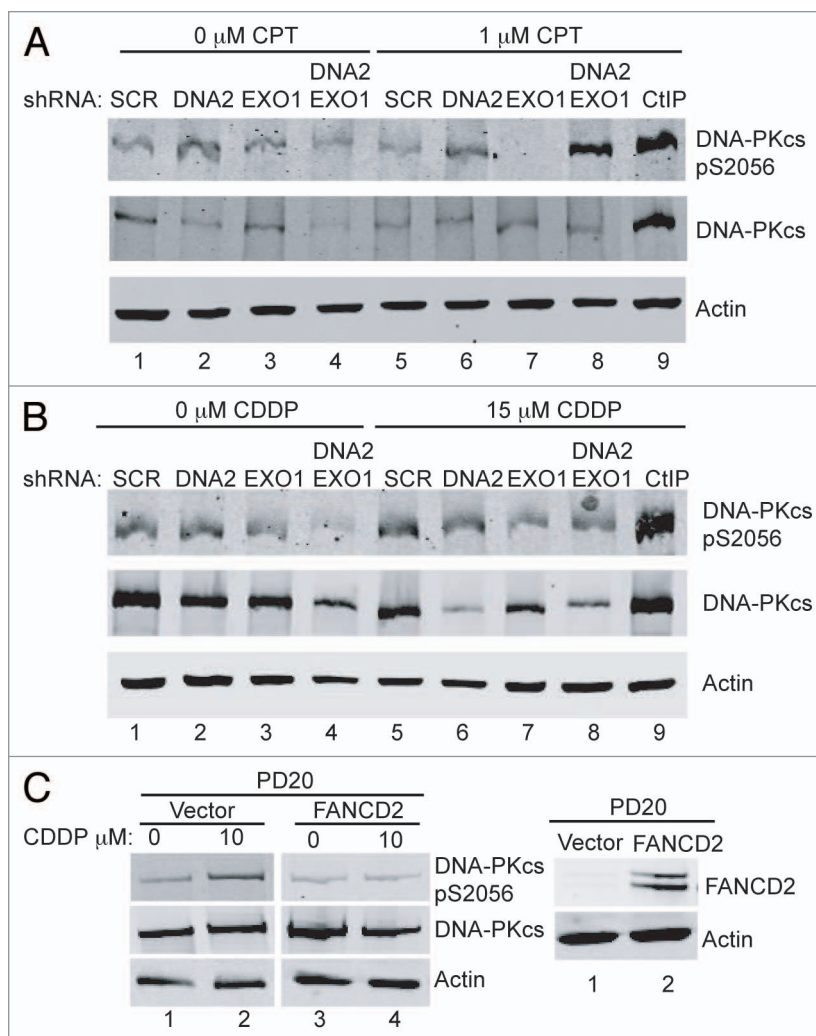 A
0 μM CPT 1 μM CPT
DNA2 DNA2
shRNA: SCR DNA2 EXO1 EXO1 SCR DNA2 EXO1 EXO1 CtIP
DNA-PKcs
pS2056
DNA-PKcs
Actin
1 2 3 4 5 6 7 8 9
B
0 μM CDDP 15 μM CDDP
DNA2 DNA2
shRNA: SCR DNA2 EXO1 EXO1 SCR DNA2 EXO1 EXO1 CtIP
DNA-PKcs
pS2056
DNA-PKcs
Actin
1 2 3 4 5 6 7 8 9
C
PD20
Vector FANCD2
CDDP μM: 0 10 0 10
DNA-PKcs
pS2056
DNA-PKcs
Actin
1 2 3 4
PD20
Vector FANCD2
FANCD2
Actin
1 2